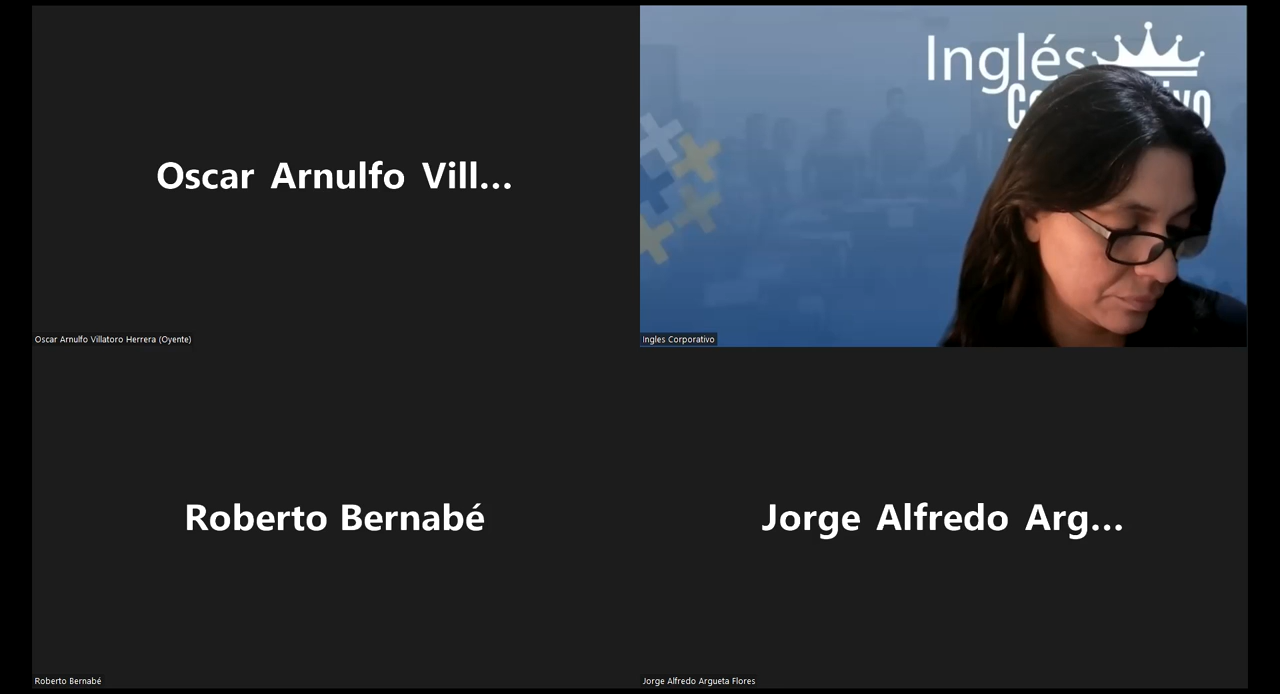 Oscar Arnulfo Vill...
Oscar Arnulfo Villatoro Herrera (Oyente)
Inglés
Ingles Corporativo
Roberto Bernabé
Roberto Bernabé
Jorge Alfredo Arg...
Jorge Alfredo Argueta Flores